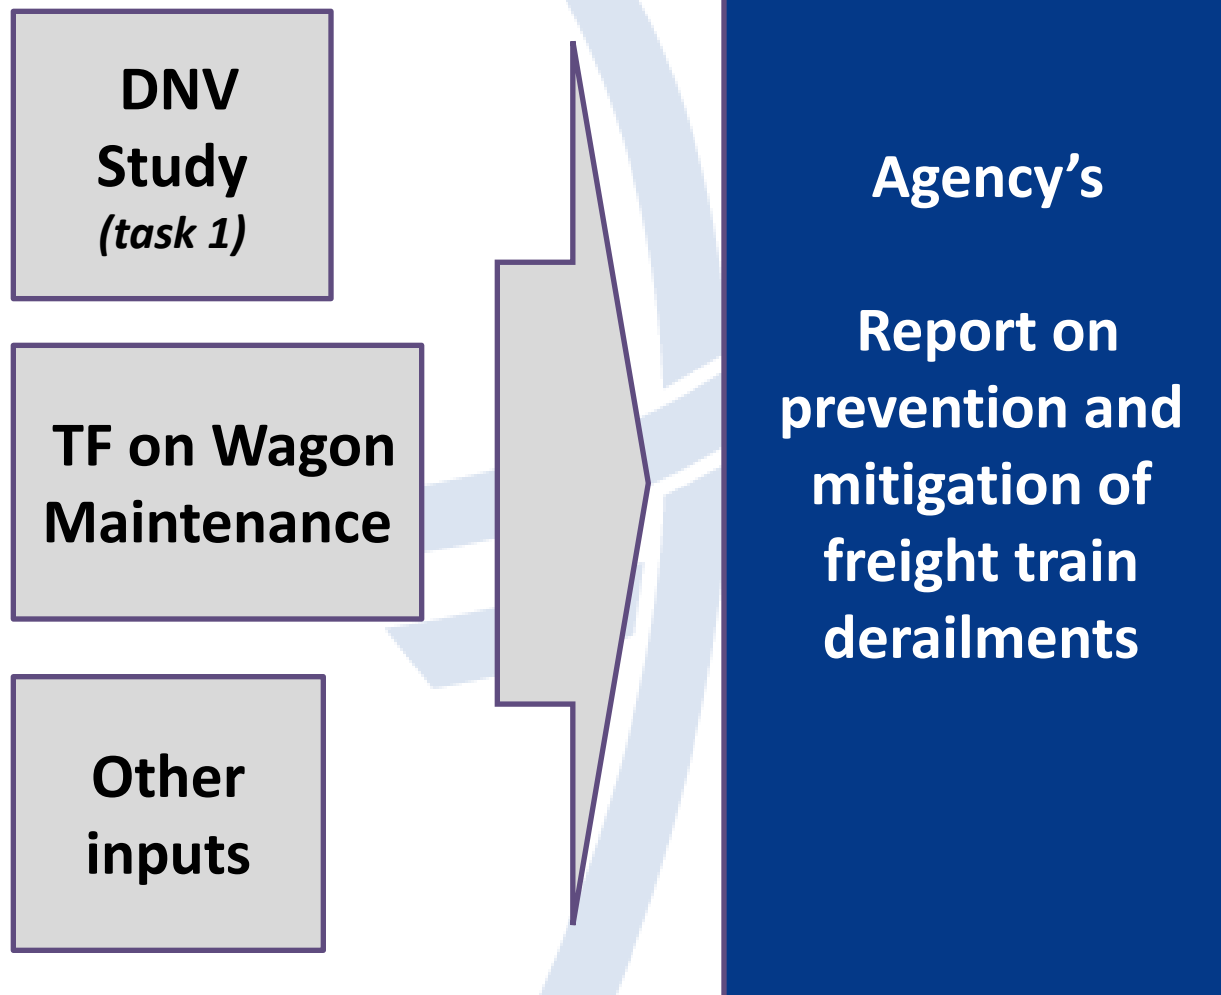 DNV
Study
(task 1)
TF on Wagon
Maintenance
Other
inputs
Agency’s
Report on
prevention and
mitigation of
freight train
derailments